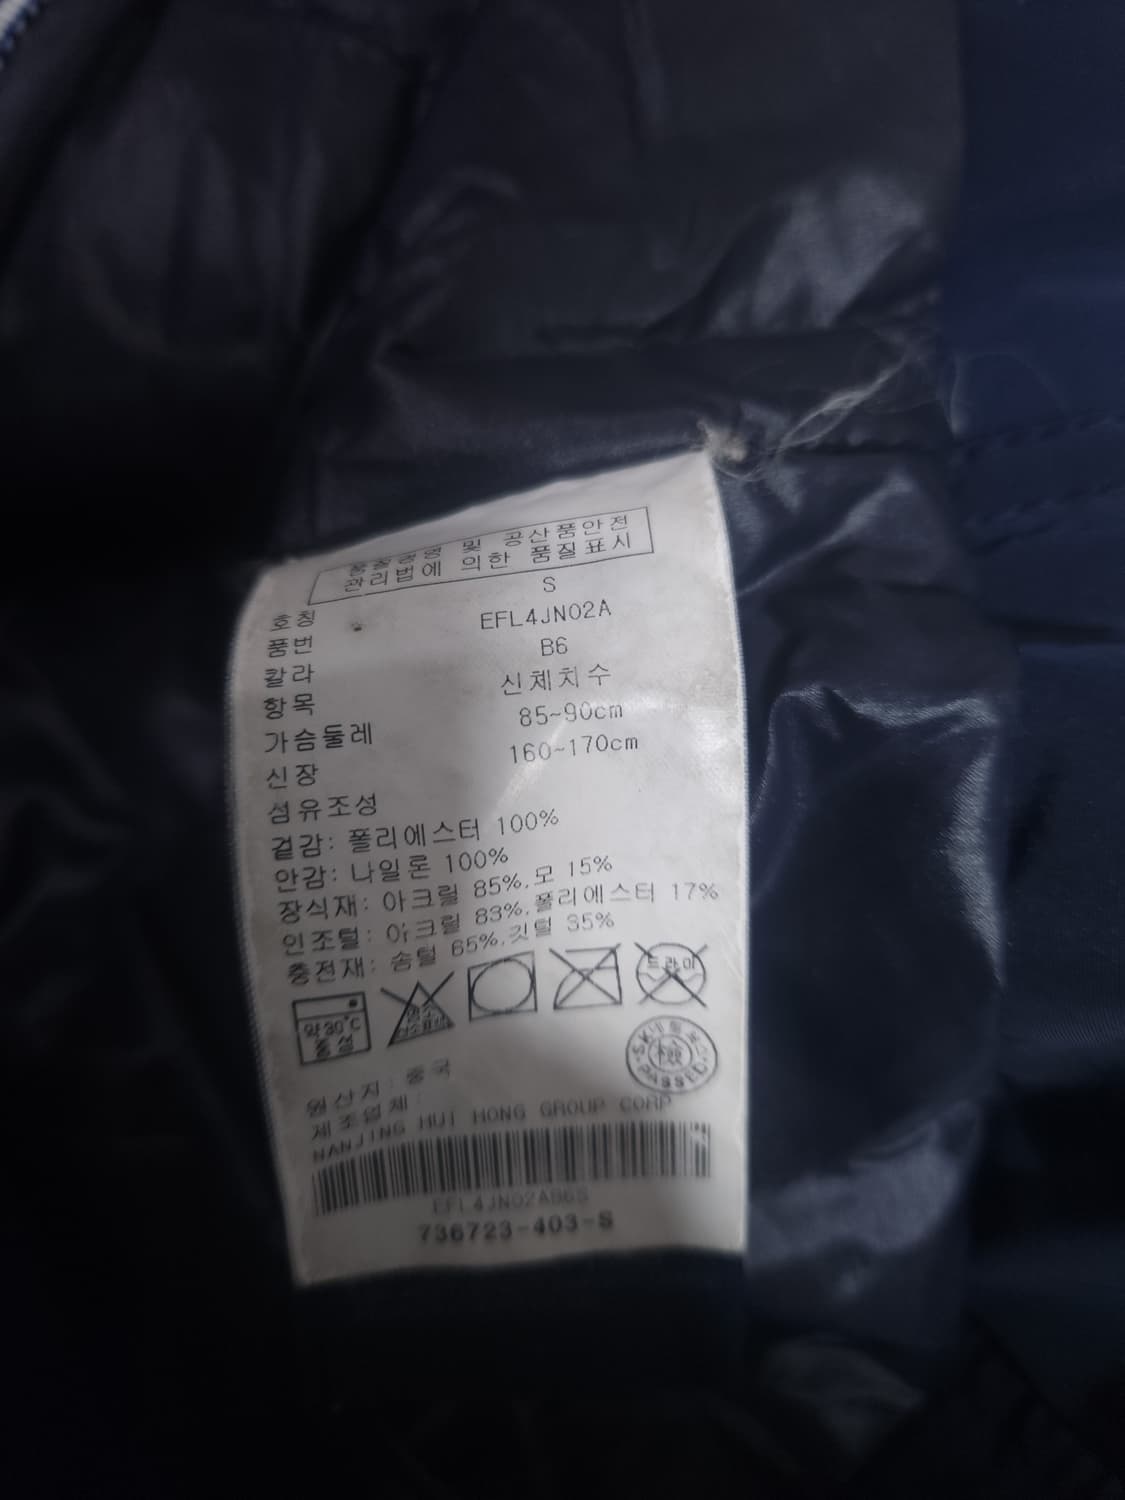 품질경영 및 공산품안전
관리법에 의한 품질표시
호칭 S
품번 EFL4JN02A
칼라 B6
항목 신체치수
가슴둘레 85~90cm
신장 160~170cm
섬유조성
겉감: 폴리에스터 100%
안감: 나일론 100%
장식재: 아크릴 85%,모 15%
인조털: 아크릴 83%,폴리에스터 17%
충전재: 솜털 65%,깃털 35%
약30℃
중성
드라이
SK네트웍스
PASSED
원산지: 중국
제조업체:
NANJING HUI HONG GROUP CORP
EFL4JN02AB6S
736723-403-S